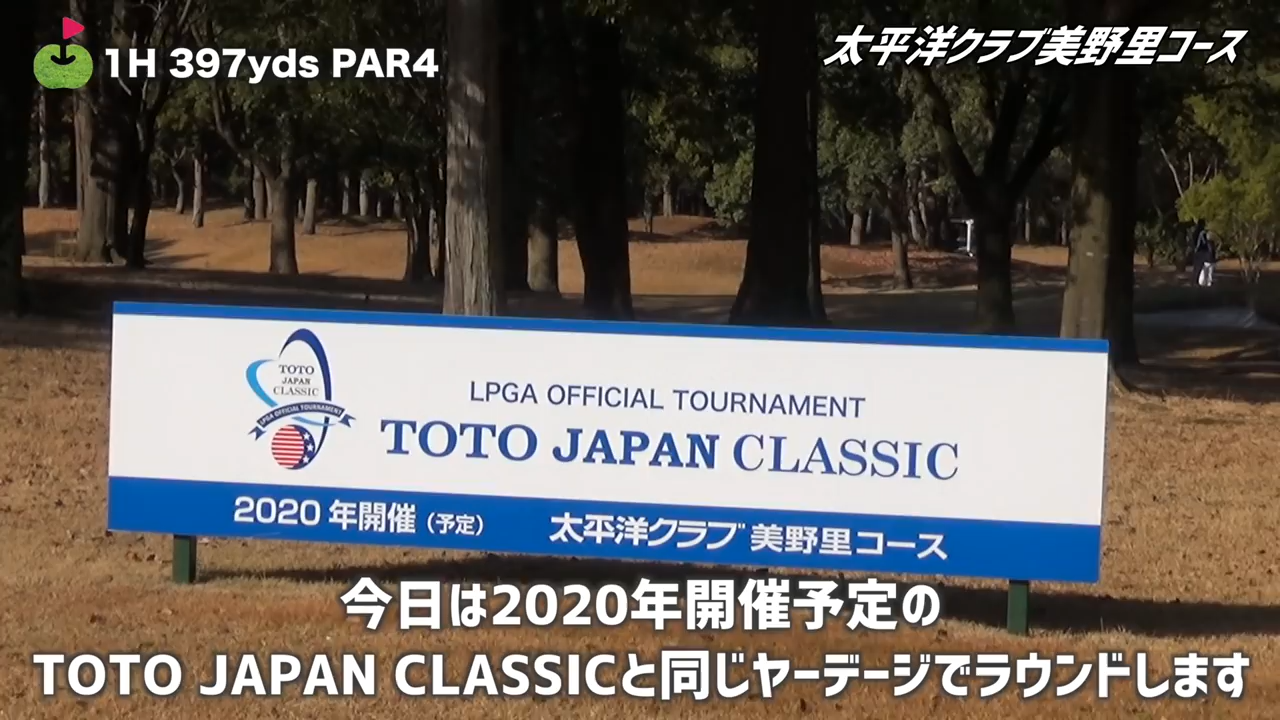 1H 397yds PAR4
太平洋クラブ美野里コース
TOTO
JAPAN
CLASSIC
LPGA OFFICIAL TOURNAMENT
LPGA OFFICIAL TOURNAMENT
TOTO JAPAN CLASSIC
2020年開催(予定)
太平洋クラブ 美野里コース
今日は2020年開催予定の
TOTO JAPAN CLASSICと同じヤーデージでラウンドします